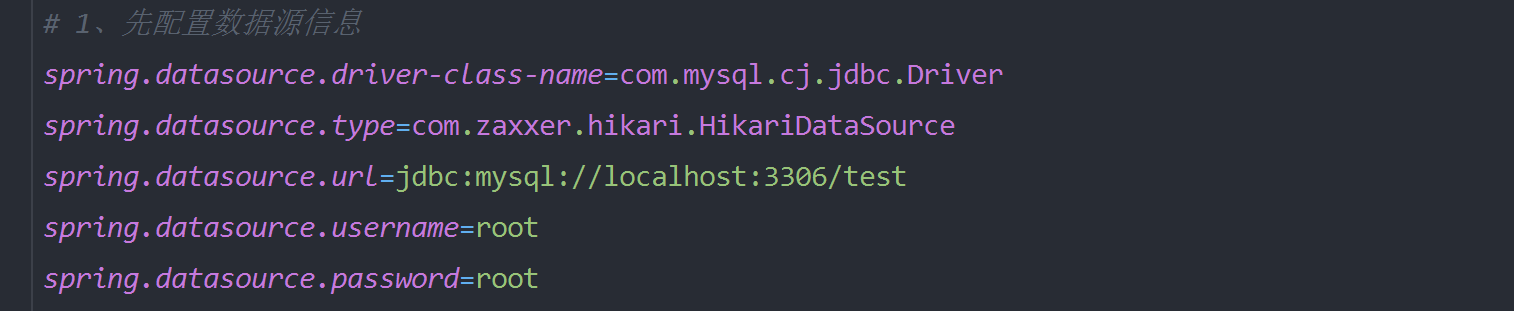 # 1、先配置数据源信息
spring.datasource.driver-class-name=com.mysql.cj.jdbc.Driver
spring.datasource.type=com.zaxxer.hikari.HikariDataSource
spring.datasource.url=jdbc:mysql://localhost:3306/test
spring.datasource.username=root
spring.datasource.password=root